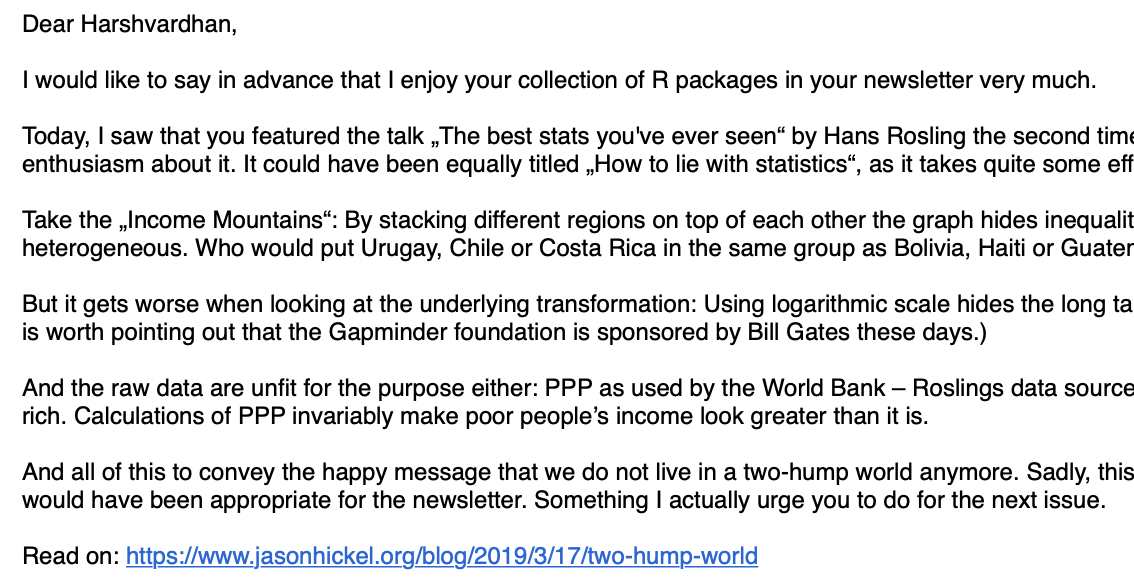 Dear Harshvardhan,
I would like to say in advance that I enjoy your collection of R packages in your newsletter very much.
Today, I saw that you featured the talk „The best stats you've ever seen“ by Hans Rosling the second time
enthusiasm about it. It could have been equally titled „How to lie with statistics“, as it takes quite some eff
Take the „Income Mountains“: By stacking different regions on top of each other the graph hides inequalit
heterogeneous. Who would put Urugay, Chile or Costa Rica in the same group as Bolivia, Haiti or Guater
But it gets worse when looking at the underlying transformation: Using logarithmic scale hides the long ta
is worth pointing out that the Gapminder foundation is sponsored by Bill Gates these days.)
And the raw data are unfit for the purpose either: PPP as used by the World Bank – Roslings data source
rich. Calculations of PPP invariably make poor people’s income look greater than it is.
And all of this to convey the happy message that we do not live in a two-hump world anymore. Sadly, this
would have been appropriate for the newsletter. Something I actually urge you to do for the next issue.
Read on: https://www.jasonhickel.org/blog/2019/3/17/two-hump-world